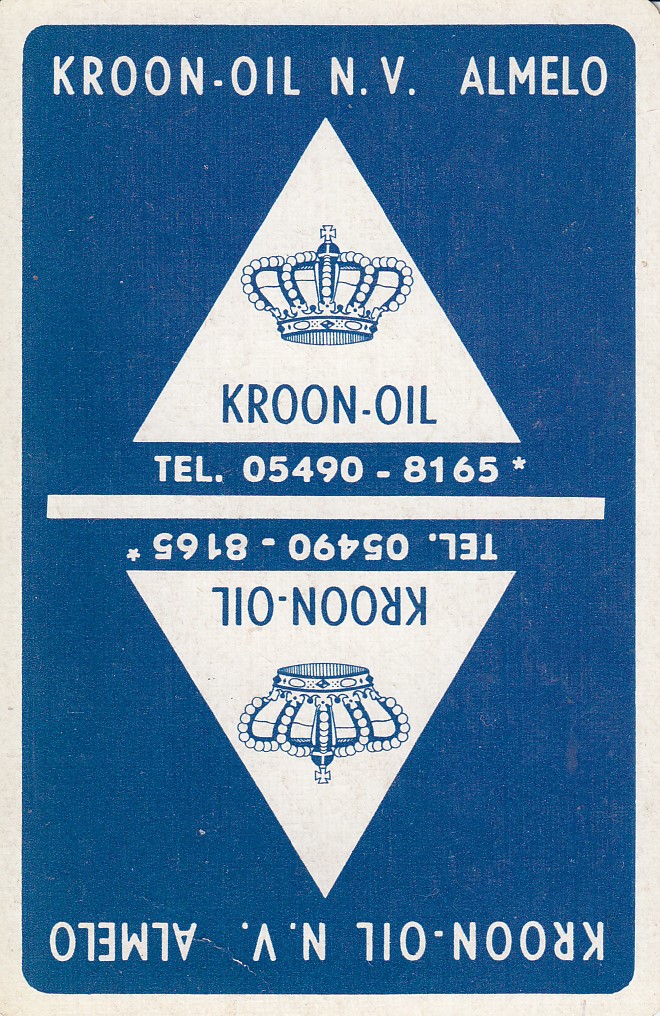 KROON-OIL N.V. ALMELO
KROON-OIL
TEL. 05490 - 8165 *
TEL. 05490 - 8165 *
KROON-OIL
KROON-OIL N.V. ALMELO